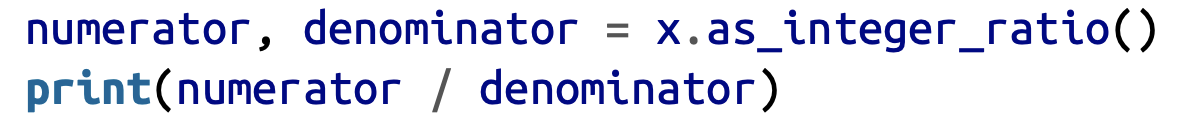 numerator, denominator = x.as_integer_ratio()
print(numerator / denominator)